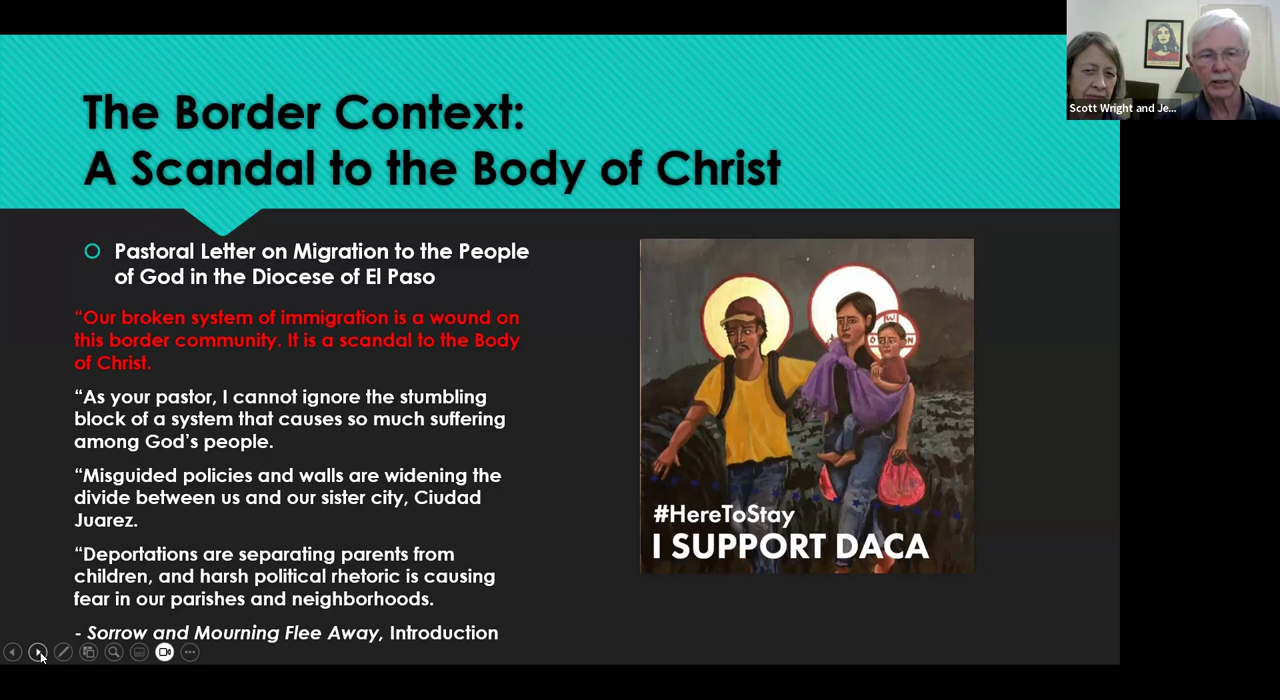 The Border Context:
A Scandal to the Body of Christ
Pastoral Letter on Migration to the People
of God in the Diocese of El Paso
“Our broken system of immigration is a wound on
this border community. It is a scandal to the Body
of Christ.
“As your pastor, I cannot ignore the stumbling
block of a system that causes so much suffering
among God’s people.
“Misguided policies and walls are widening the
divide between us and our sister city, Ciudad
Juarez.
“Deportations are separating parents from
children, and harsh political rhetoric is causing
fear in our parishes and neighborhoods.
- Sorrow and Mourning Flee Away, Introduction
O W N
#HereToStay
I SUPPORT DACA
Scott Wright and Je...